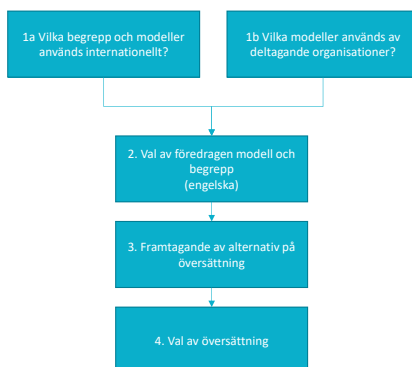 1a Vilka begrepp och modeller
används internationellt?
1b Vilka modeller används av
deltagande organisationer?
2. Val av föredragen modell och
begrepp
(engelska)
3. Framtagande av alternativ på
översättning
4. Val av översättning